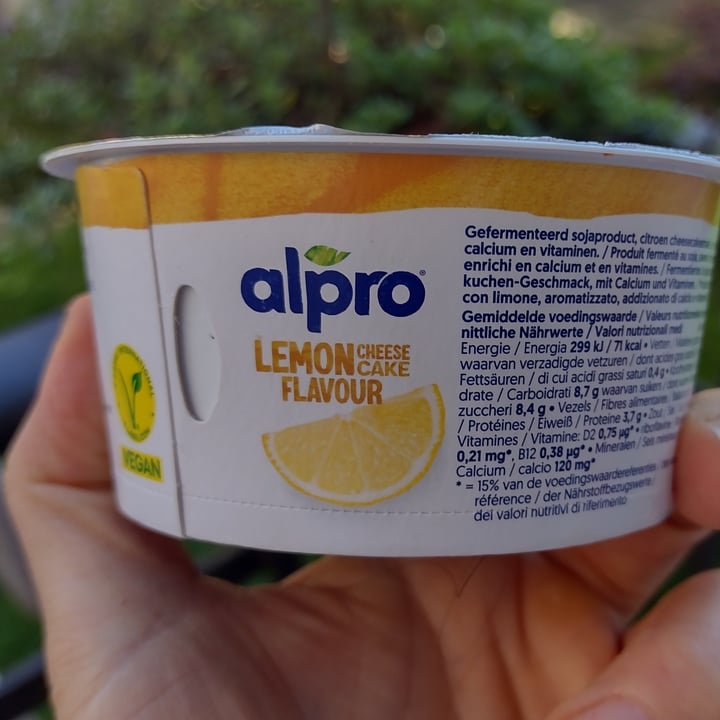 alpro
LEMON CHEESE CAKE
FLAVOUR
VEGAN
Gefermenteerd sojaproduct, citroen
calcium en vitaminen. / Produit fermenté au soja,
enrichi en calcium et en vitamines. /
kuchen-Geschmack, mit Calcium und Vitaminen.
con limone, aromatizzato, addizionato di
Gemiddelde voedingswaarde / Valeurs
nittliche Nährwerte / Valori nutrizionali medi
Energie / Energia 299 kJ / 71 kcal •
waarvan verzadigde vetzuren / dont acides gras
Fettsäuren / di cui acidi grassi saturi 0,4 g •
drate / Carboidrati 8,7 g waarvan suikers /
zuccheri 8,4 g • Vezels / Fibres alimentaires
/ Protéines / Eiweiß / Proteine 3,7 g •
Vitamines / Vitamine: D2 0,75 µg* •
0,21 mg*, B12 0,38 µg* • Mineralen /
Calcium / calcio 120 mg*
* = 15% van de voedingswaardereferenties /
référence / der Nährstoffbezugswerte /
dei valori nutritivi di riferimento